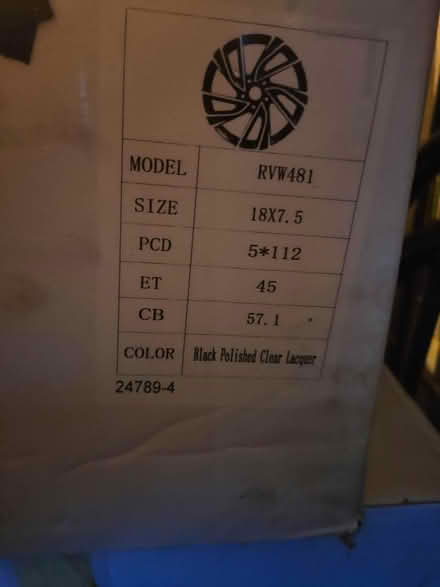 MODEL RVW481
SIZE 18X7.5
PCD 5*112
ET 45
CB 57.1
COLOR Black Polished Clear Lacquer
24789-4